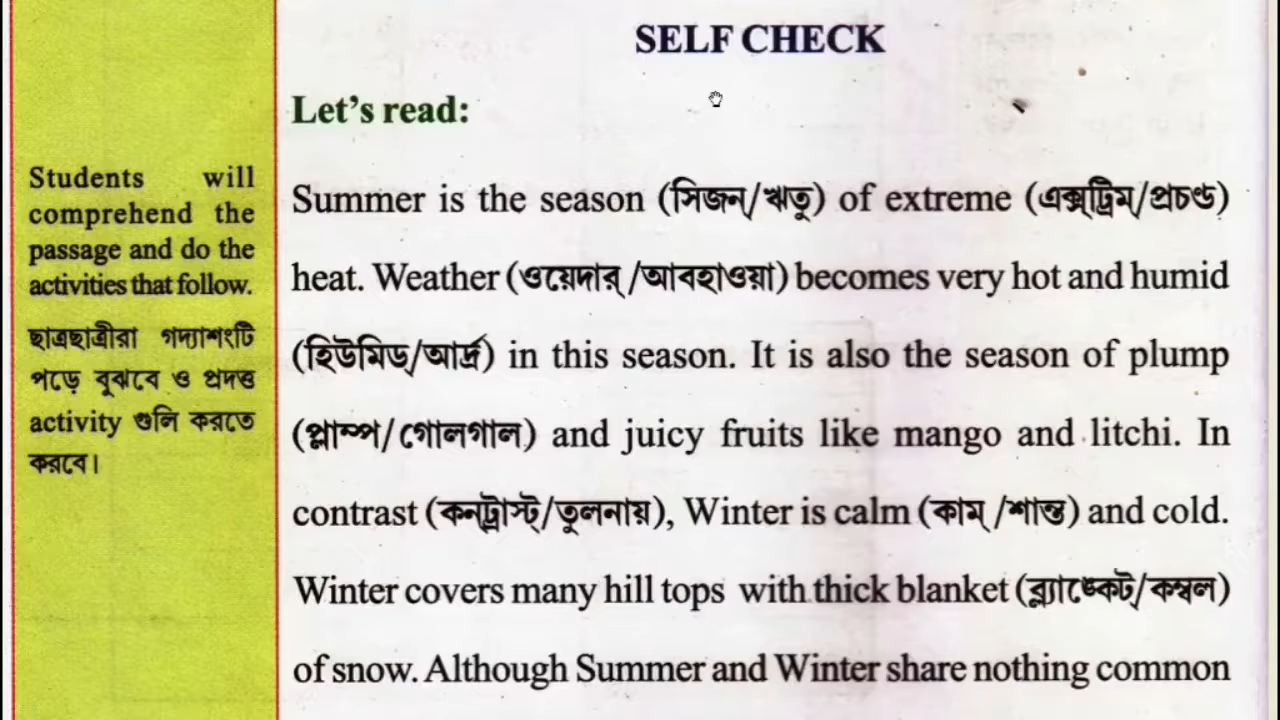 SELF CHECK
Let's read:
Students will
comprehend the
passage and do the
activities that follow.
ছাত্রছাত্রীরা গদ্যাশংটি
পড়ে বুঝবে ও প্রদত্ত
activity গুলি করতে
করবে।
Summer is the season (সিজন্/ঋতু) of extreme (এক্সট্রিম/প্রচণ্ড)
heat. Weather (ওয়েদার্ /আবহাওয়া) becomes very hot and humid
(হিউমিড/আর্দ্র) in this season. It is also the season of plump
(প্লাম্প/গোলগাল) and juicy fruits like mango and litchi. In
contrast (কনট্রাস্ট/তুলনায়), Winter is calm (কাম্ /শান্ত) and cold.
Winter covers many hill tops with thick blanket (ব্ল্যাঙ্কেট/কম্বল)
of snow. Although Summer and Winter share nothing common